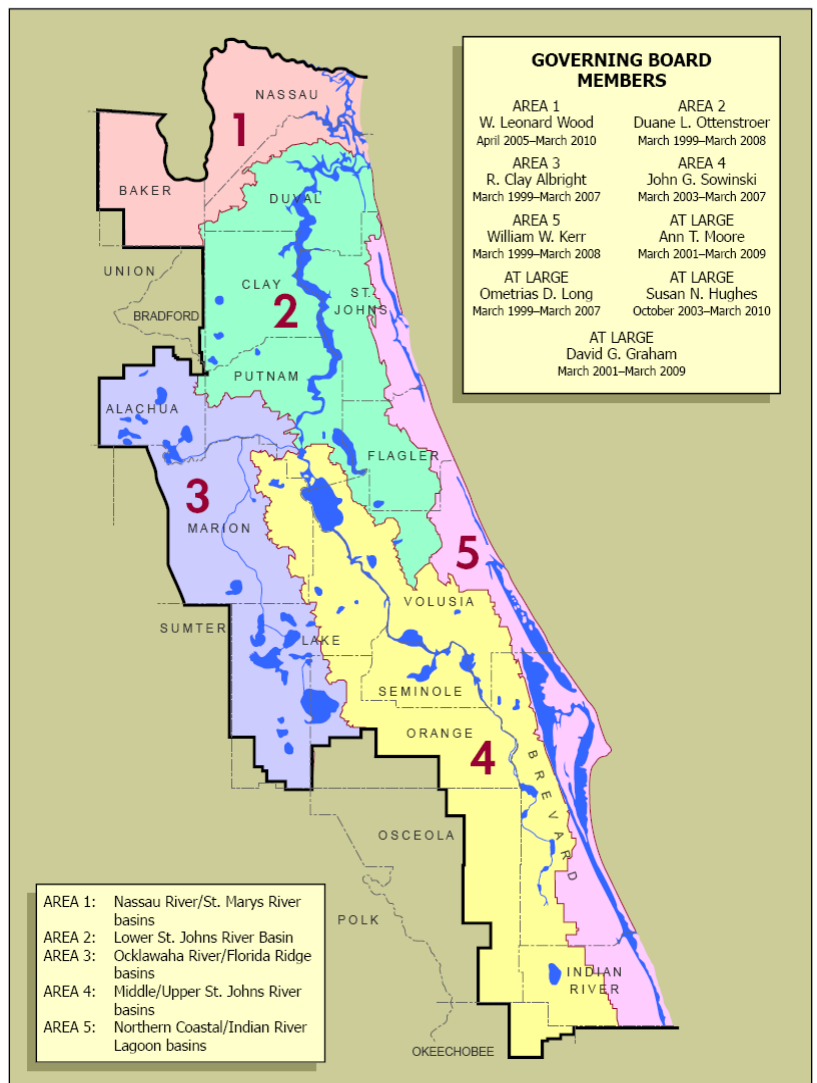 GOVERNING BOARD
MEMBERS
AREA 1
W. Leonard Wood
April 2005–March 2010
AREA 2
Duane L. Ottenstroer
March 1999–March 2008
AREA 3
R. Clay Albright
March 1999–March 2007
AREA 4
John G. Sowinski
March 2003–March 2007
AREA 5
William W. Kerr
March 1999–March 2008
AT LARGE
Ann T. Moore
March 2001–March 2009
AT LARGE
Ometrias D. Long
March 1999–March 2007
AT LARGE
Susan N. Hughes
October 2003–March 2010
AT LARGE
David G. Graham
March 2001–March 2009
NASSAU
1
BAKER
DUVAL
UNION
CLAY
ST.
JOHNS
2
BRADFORD
PUTNAM
ALACHUA
FLAGLER
3
MARION
5
VOLUSIA
SUMTER
LAKE
SEMINOLE
ORANGE
4
BREVARD
OSCEOLA
POLK
INDIAN
RIVER
OKEECHOBEE
AREA 1: Nassau River/St. Marys River
basins
AREA 2: Lower St. Johns River Basin
AREA 3: Ocklawaha River/Florida Ridge
basins
AREA 4: Middle/Upper St. Johns River
basins
AREA 5: Northern Coastal/Indian River
Lagoon basins